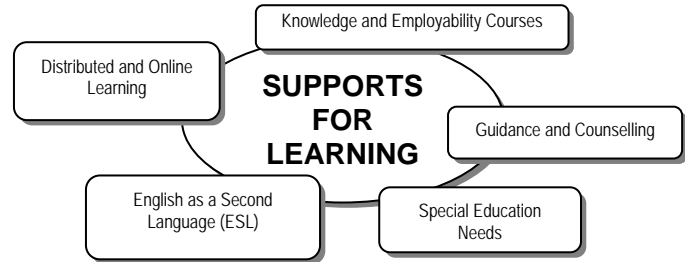 Knowledge and Employability Courses
Distributed and Online
Learning
SUPPORTS
FOR
LEARNING
Guidance and Counselling
English as a Second
Language (ESL)
Special Education
Needs